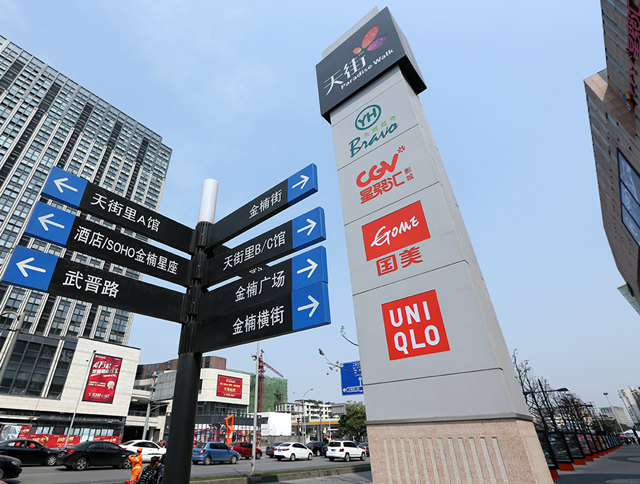 天街
Paradise Walk
YH
Bravo
CGV
星聚汇影城
GOME
国美
UNI
QLO
天街里A馆
酒店/SOHO金楠星座
武晋路
金楠街
天街里B/C馆
金楠广场
金楠横街